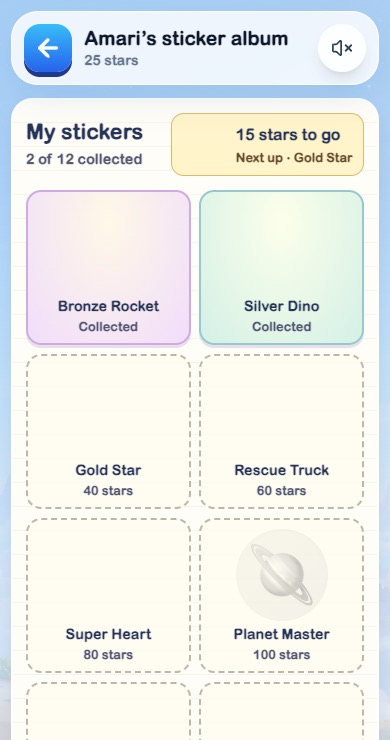 Amari’s sticker album
25 stars
My stickers
2 of 12 collected
15 stars to go
Next up · Gold Star
Bronze Rocket
Collected
Silver Dino
Collected
Gold Star
40 stars
Rescue Truck
60 stars
Super Heart
80 stars
Planet Master
100 stars